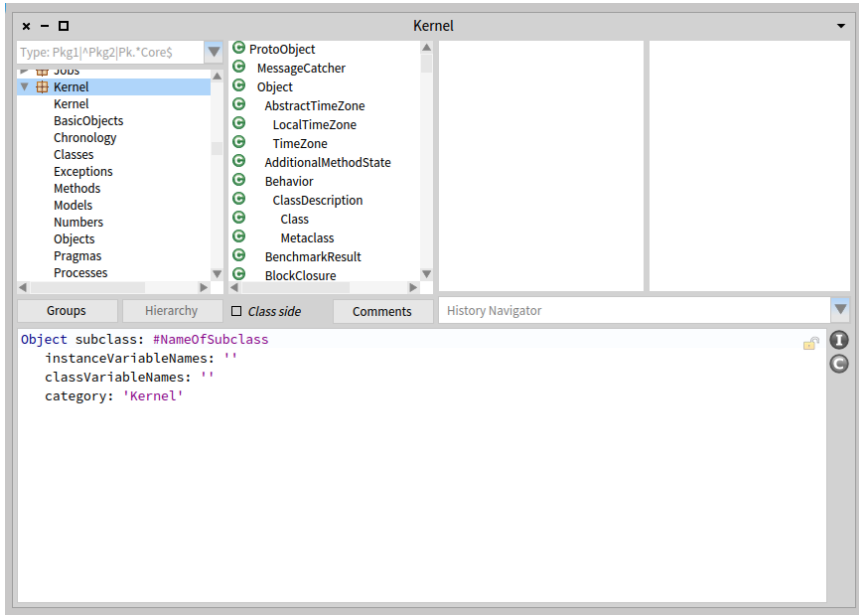 Kernel
Type: Pkg1|^Pkg2|Pk.*Core$
Jobs
Kernel
Kernel
BasicObjects
Chronology
Classes
Exceptions
Methods
Models
Numbers
Objects
Pragmas
Processes
ProtoObject
MessageCatcher
Object
AbstractTimeZone
LocalTimeZone
TimeZone
AdditionalMethodState
Behavior
ClassDescription
Class
Metaclass
BenchmarkResult
BlockClosure
Groups
Hierarchy
Class side
Comments
History Navigator
Object subclass: #NameOfSubclass
instanceVariableNames: ''
classVariableNames: ''
category: 'Kernel'